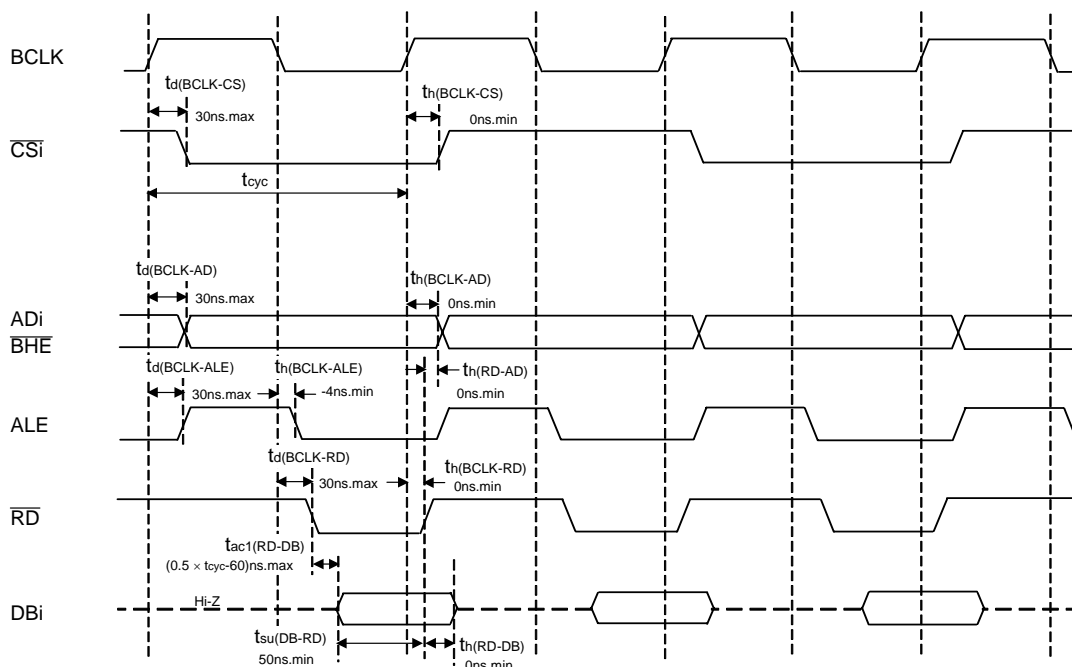 BCLK
td(BCLK-CS)
30ns.max
th(BCLK-CS)
0ns.min
CSi
tcyc
td(BCLK-AD)
30ns.max
th(BCLK-AD)
0ns.min
ADi
BHE
td(BCLK-ALE)
30ns.max
th(BCLK-ALE)
-4ns.min
th(RD-AD)
0ns.min
ALE
td(BCLK-RD)
30ns.max
th(BCLK-RD)
0ns.min
RD
tac1(RD-DB)
(0.5 × tcyc-60)ns.max
Hi-Z
DBi
tsu(DB-RD)
50ns.min
th(RD-DB)
0ns.min